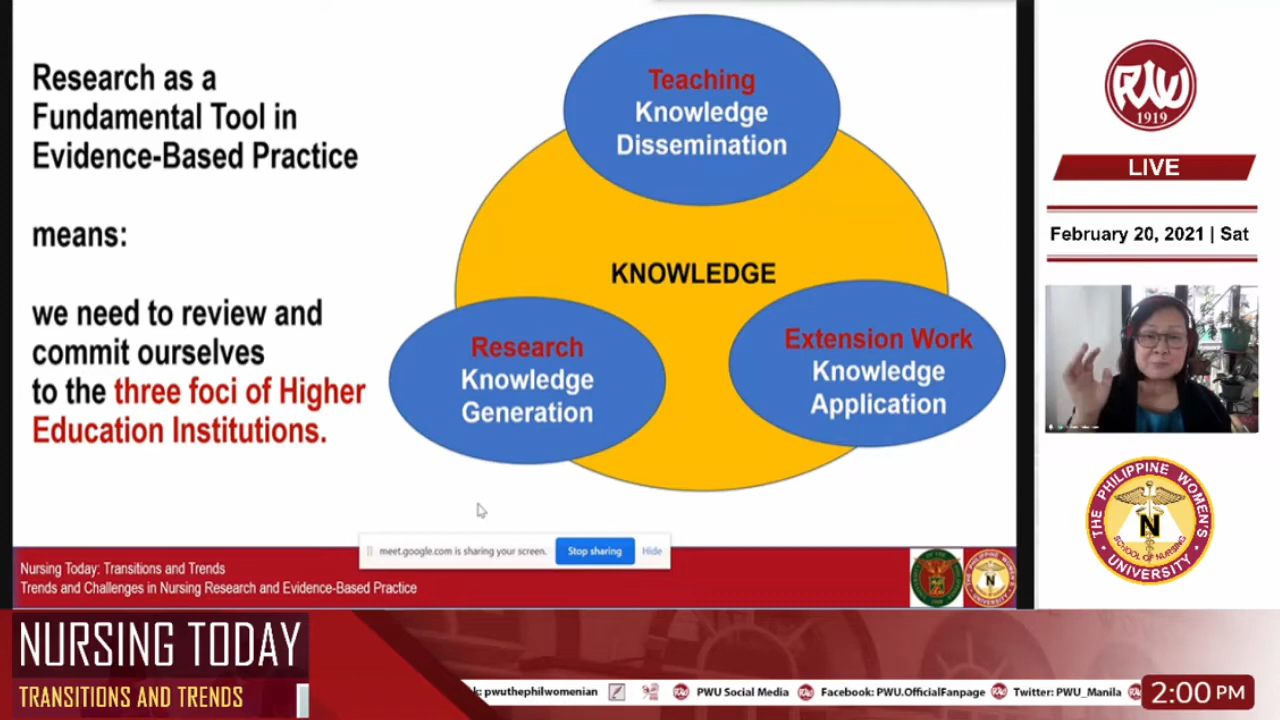 Research as a
Fundamental Tool in
Evidence-Based Practice
means:
we need to review and
commit ourselves
to the three foci of Higher
Education Institutions.
Teaching
Knowledge
Dissemination
KNOWLEDGE
Research
Knowledge
Generation
Extension Work
Knowledge
Application
meet.google.com is sharing your screen.
Stop sharing
Hide
Nursing Today: Transitions and Trends
Trends and Challenges in Nursing Research and Evidence-Based Practice
PWU
1919
LIVE
February 20, 2021 | Sat
THE PHILIPPINE WOMEN'S
UNIVERSITY
SCHOOL OF NURSING
N
NURSING TODAY
TRANSITIONS AND TRENDS
k: pwuthephilwomenian
PWU Social Media
Facebook: PWU.OfficialFanpage
Twitter: PWU_Manila
2:00 PM